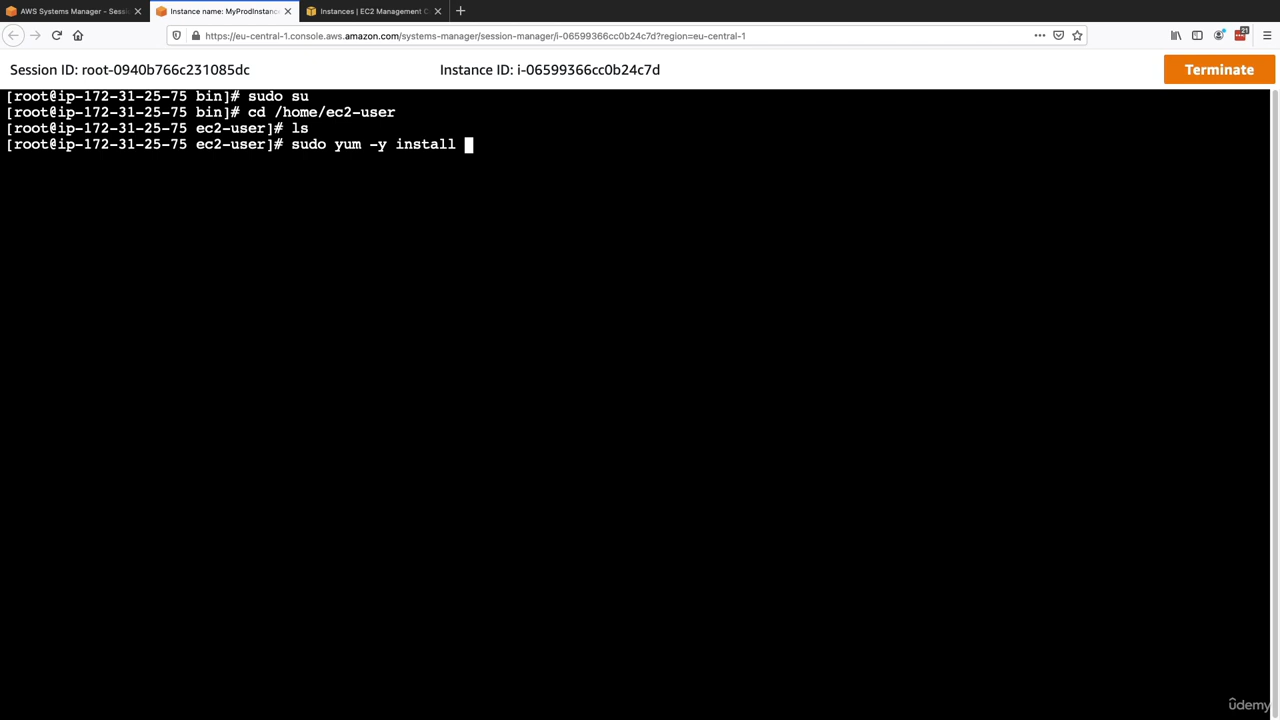 AWS Systems Manager - Sessi
Instance name: MyProdInstanc
Instances | EC2 Management C
https://eu-central-1.console.aws.amazon.com/systems-manager/session-manager/i-06599366cc0b24c7d?region=eu-central-1
21
Session ID: root-0940b766c231085dc
Instance ID: i-06599366cc0b24c7d
Terminate
[root@ip-172-31-25-75 bin]# sudo su
[root@ip-172-31-25-75 bin]# cd /home/ec2-user
[root@ip-172-31-25-75 ec2-user]# ls
[root@ip-172-31-25-75 ec2-user]# sudo yum -y install
ûdemy